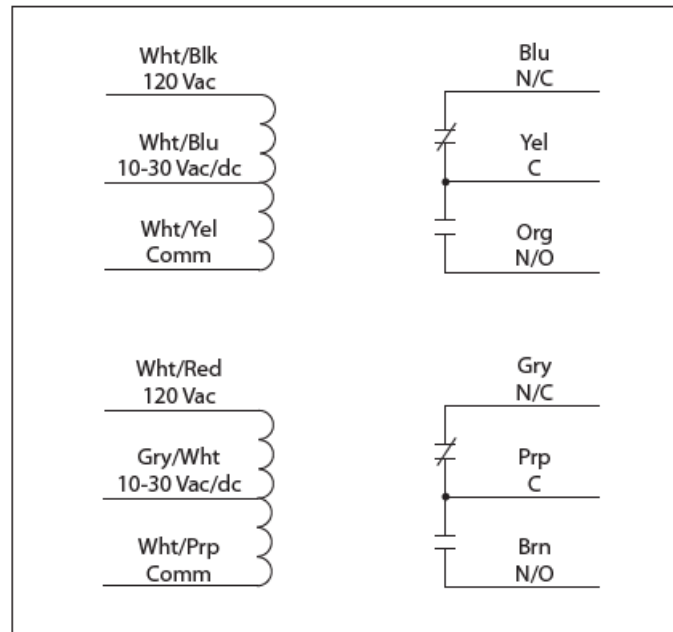 Wht/Blk
120 Vac
Wht/Blu
10-30 Vac/dc
Wht/Yel
Comm
Blu
N/C
Yel
C
Org
N/O
Wht/Red
120 Vac
Gry/Wht
10-30 Vac/dc
Wht/Prp
Comm
Gry
N/C
Prp
C
Brn
N/O